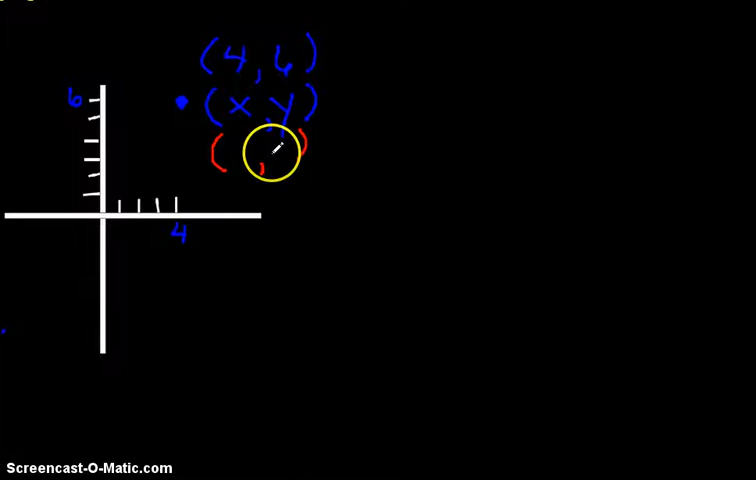 (4, 6)
6
(x, y)
( , )
4
Screencast-O-Matic.com